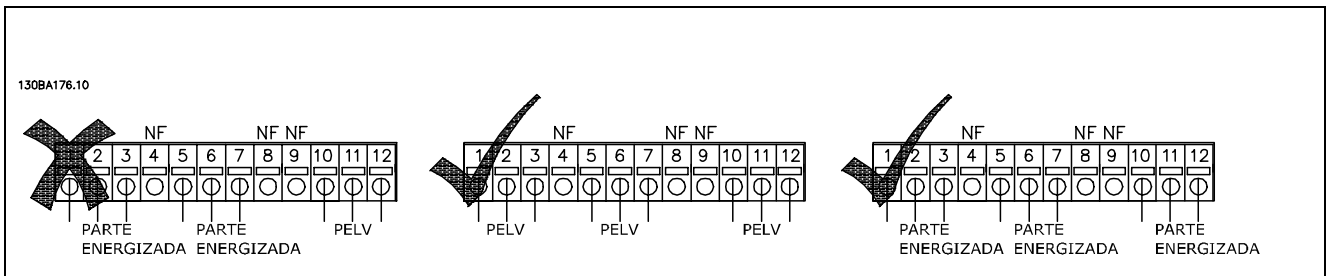 130BA176.10
NF NF NF
2 3 4 5 6 7 8 9 10 11 12
PARTE ENERGIZADA
PARTE ENERGIZADA
PELV
NF NF NF
1 2 3 4 5 6 7 8 9 10 11 12
PELV PELV PELV
NF NF NF
1 2 3 4 5 6 7 8 9 10 11 12
PARTE ENERGIZADA
PARTE ENERGIZADA
PARTE ENERGIZADA